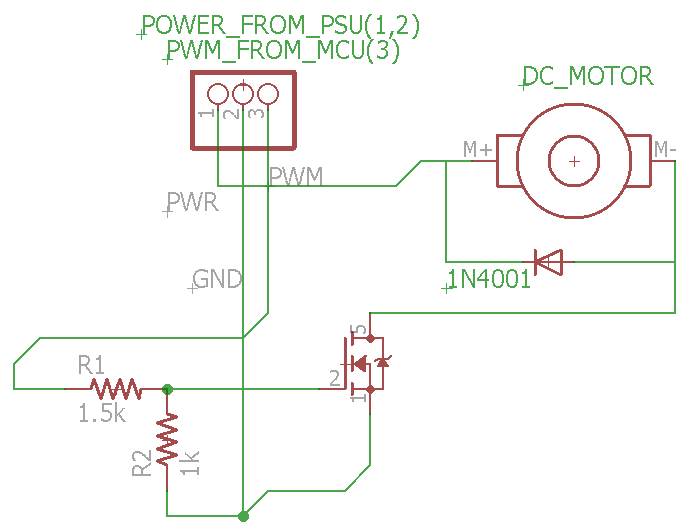 POWER_FROM_PSU(1,2)
PWM_FROM_MCU(3)
DC_MOTOR
1
2
3
M+
M-
PWM
PWR
GND
1N4001
5
2
1
R1
1.5k
R2
1k